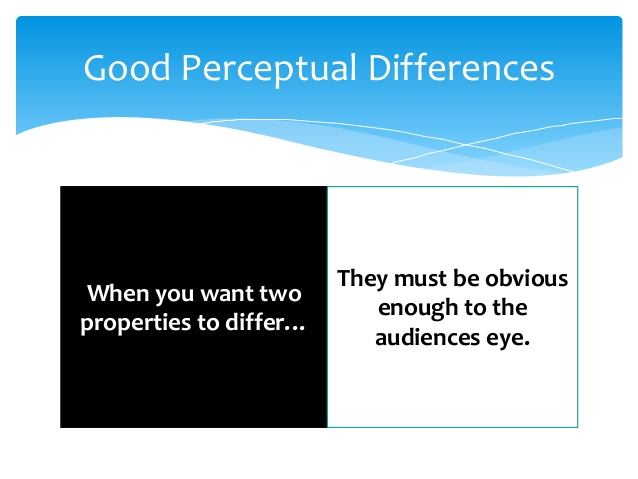 Good Perceptual Differences
When you want two
properties to differ…
They must be obvious
enough to the
audiences eye.